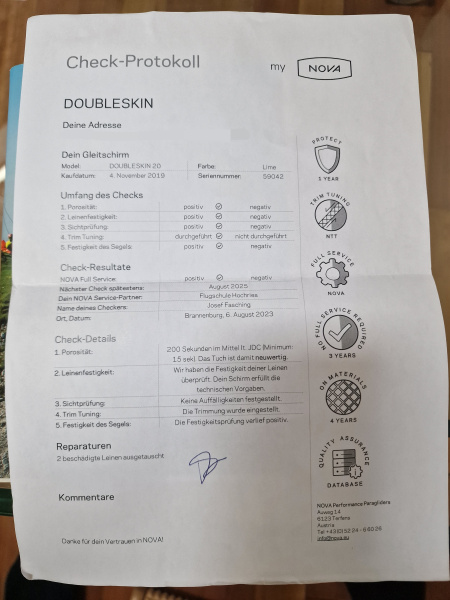 Check-Protokoll
my NOVA
DOUBLESKIN
Deine Adresse
Dein Gleitschirm
Model: DOUBLESKIN 20 Farbe: Lime
Kaufdatum: 4. November 2019 Seriennummer: 59042
Umfang des Checks
1. Porosität: positiv negativ
2. Leinenfestigkeit: positiv negativ
3. Sichtprüfung: positiv negativ
4. Trim Tuning: durchgeführt nicht durchgeführt
5. Festigkeit des Segels: positiv negativ
Check-Resultate
NOVA Full Service: positiv negativ
Nächster Check spätestens: August 2025
Dein NOVA Service-Partner: Flugschule Hochries
Name deines Checkers: Josef Fasching
Ort, Datum: Brannenburg, 6. August 2023
Check-Details
1. Porosität: 200 Sekunden im Mittel lt. JDC (Minimum:
15 sek). Das Tuch ist damit neuwertig.
2. Leinenfestigkeit: Wir haben die Festigkeit deiner Leinen
überprüft. Dein Schirm erfüllt die
technischen Vorgaben.
3. Sichtprüfung: Keine Auffälligkeiten festgestellt.
4. Trim Tuning: Die Trimmung wurde eingestellt.
5. Festigkeit des Segels: Die Festigkeitsprüfung verlief positiv.
Reparaturen
2 beschädigte Leinen ausgetauscht
Kommentare
Danke für dein Vertrauen in NOVA!
PROTECT
1 YEAR
TRIM TUNING
NTT
FULL SERVICE
NOVA
NO FULL SERVICE REQUIRED
3 YEARS
ON MATERIALS
4 YEARS
QUALITY ASSURANCE
DATABASE
NOVA Performance Paragliders
Auweg 14
6123 Terfens
Austria
Tel +43(0) 52 24 - 6 60 26
info@nova.eu